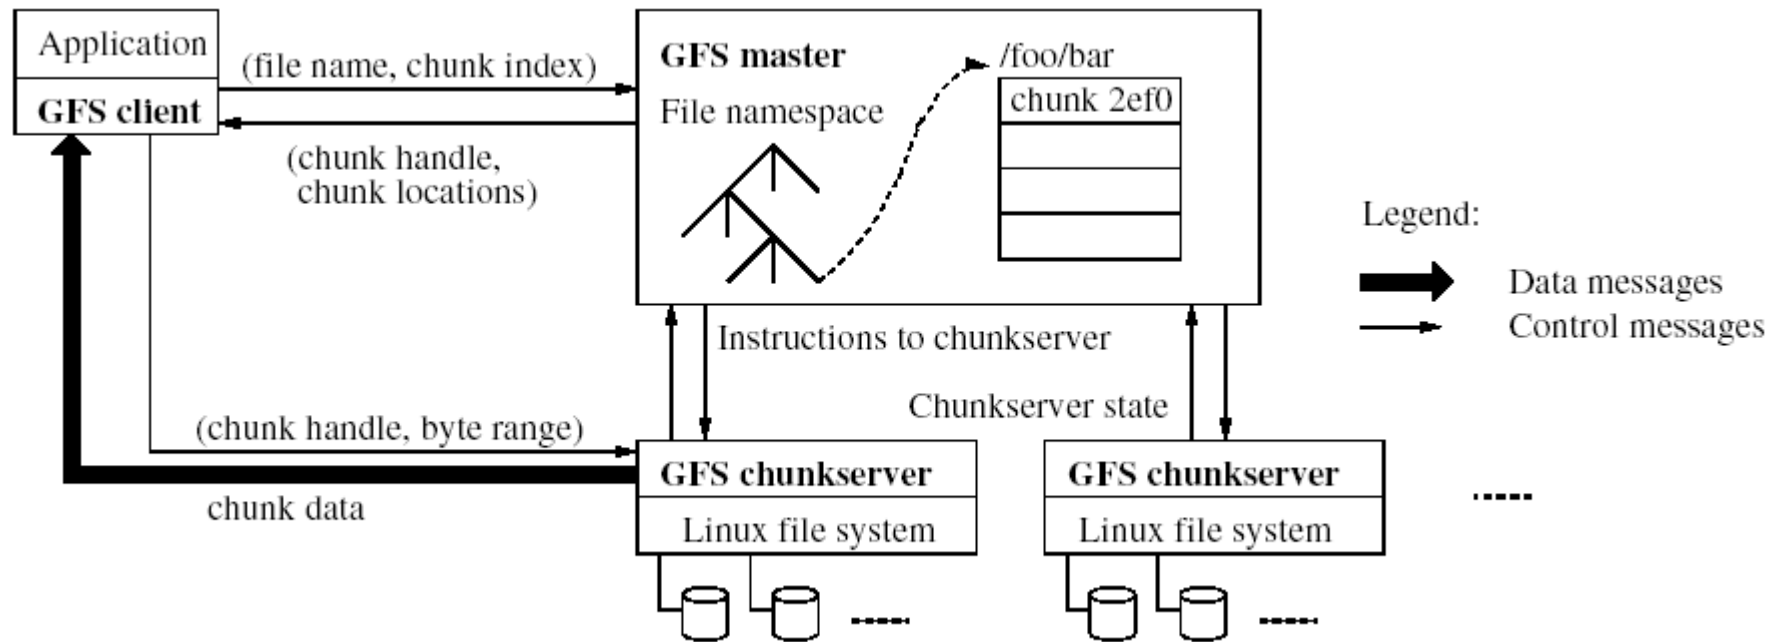 Application
GFS client
(file name, chunk index)
(chunk handle,
chunk locations)
GFS master
File namespace
/foo/bar
chunk 2ef0
Legend:
Data messages
Control messages
Instructions to chunkserver
Chunkserver state
(chunk handle, byte range)
chunk data
GFS chunkserver
Linux file system
GFS chunkserver
Linux file system